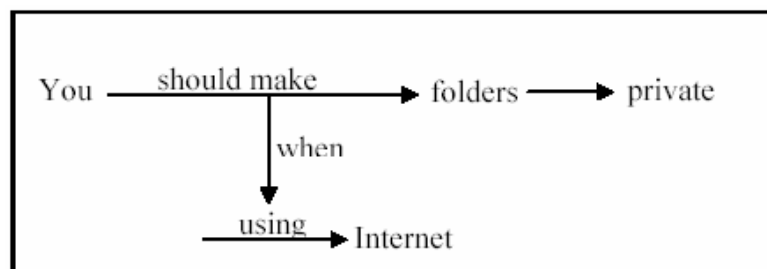 should make
You folders private
when
using
Internet